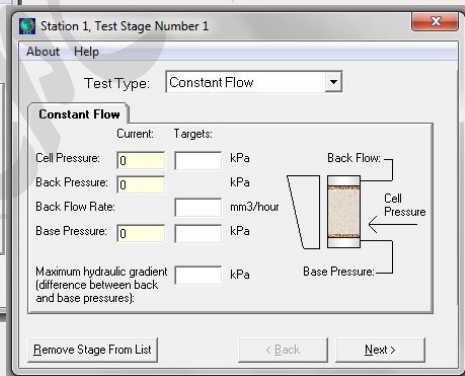 Station 1, Test Stage Number 1
About Help
Test Type: Constant Flow
Constant Flow
Current: Targets:
Cell Pressure: 0 kPa
Back Pressure: 0 kPa
Back Flow Rate: mm3/hour
Base Pressure: 0 kPa
Maximum hydraulic gradient kPa
(difference between back
and base pressures):
Back Flow:
Cell
Pressure
Base Pressure:
Remove Stage From List < Back Next >